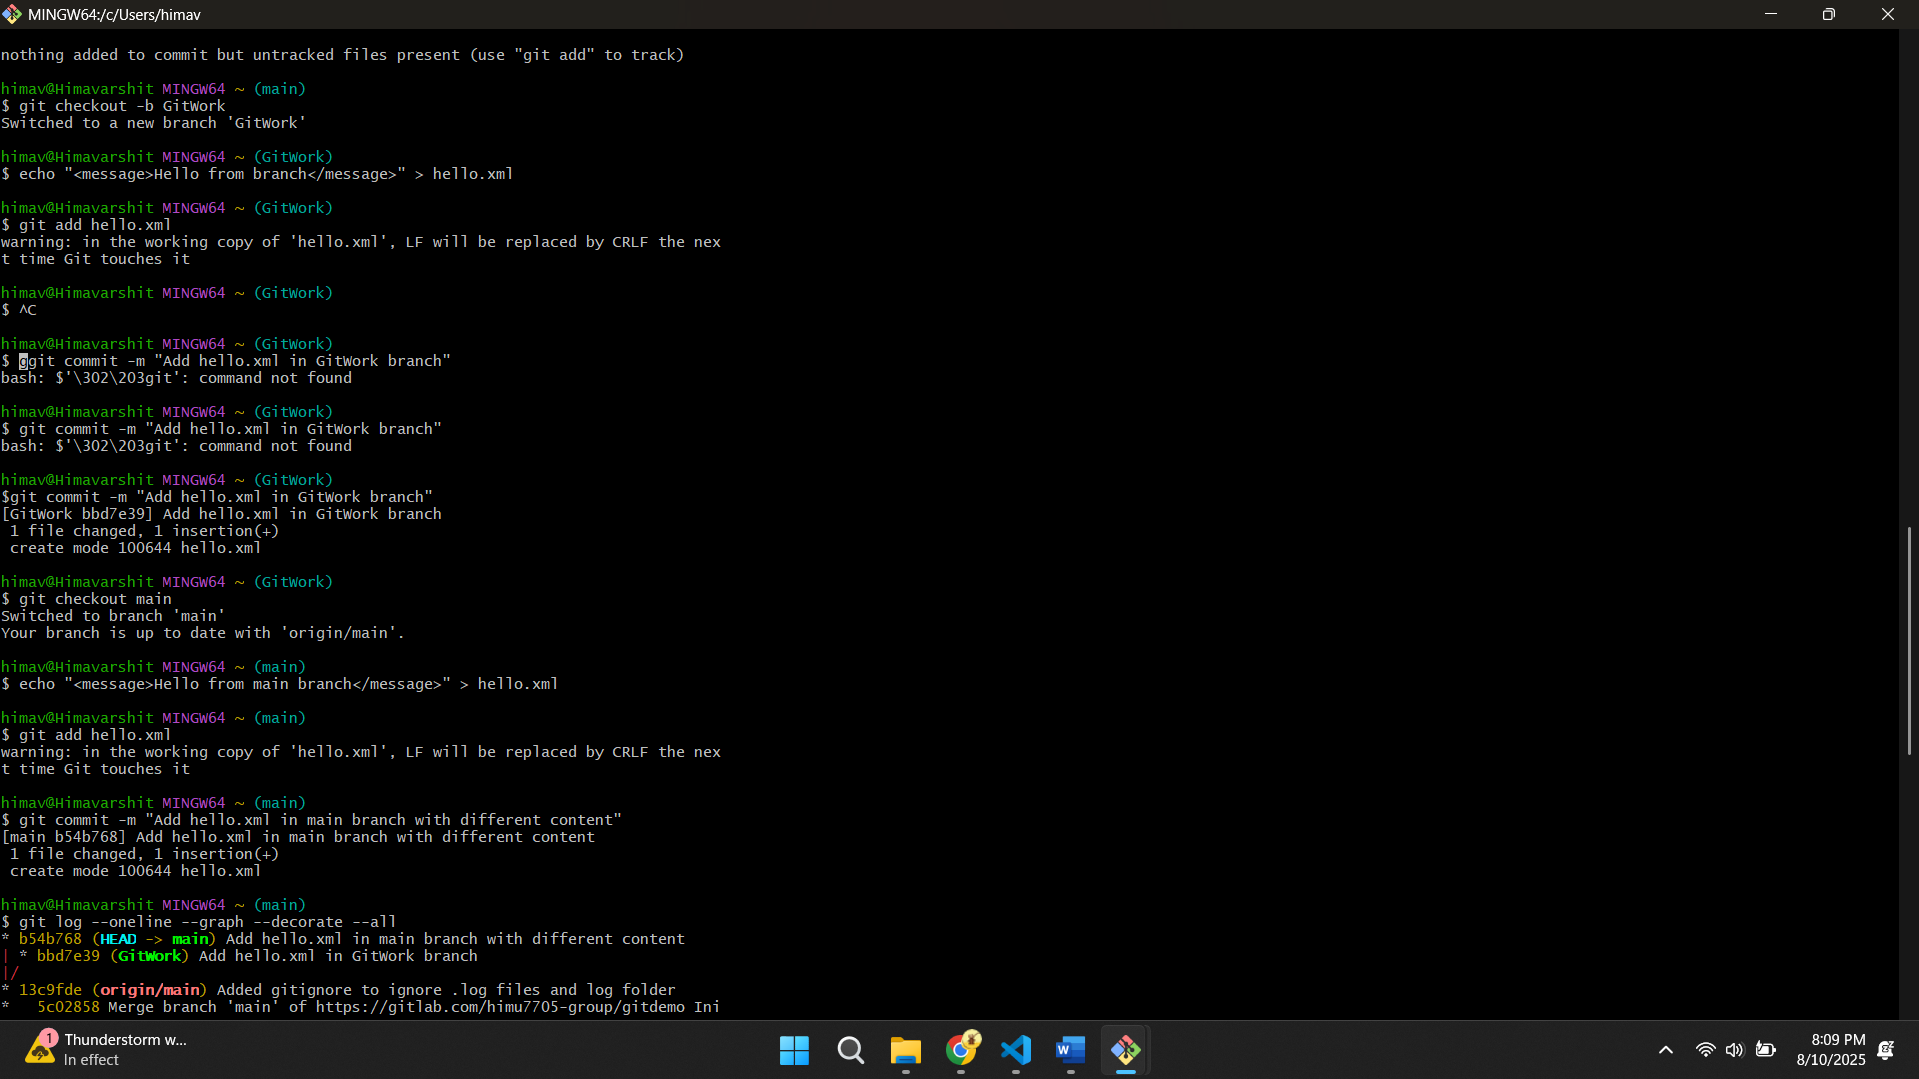 MINGW64:/c/Users/himav
nothing added to commit but untracked files present (use "git add" to track)
himav@Himavarshit MINGW64 ~ (main)
$ git checkout -b GitWork
Switched to a new branch 'GitWork'
himav@Himavarshit MINGW64 ~ (GitWork)
$ echo "<message>Hello from branch</message>" > hello.xml
himav@Himavarshit MINGW64 ~ (GitWork)
$ git add hello.xml
warning: in the working copy of 'hello.xml', LF will be replaced by CRLF the nex
t time Git touches it
himav@Himavarshit MINGW64 ~ (GitWork)
$ ^C
himav@Himavarshit MINGW64 ~ (GitWork)
$ ggit commit -m "Add hello.xml in GitWork branch"
bash: $'\302\203git': command not found
himav@Himavarshit MINGW64 ~ (GitWork)
$ git commit -m "Add hello.xml in GitWork branch"
bash: $'\302\203git': command not found
himav@Himavarshit MINGW64 ~ (GitWork)
$git commit -m "Add hello.xml in GitWork branch"
[GitWork bbd7e39] Add hello.xml in GitWork branch
1 file changed, 1 insertion(+)
create mode 100644 hello.xml
himav@Himavarshit MINGW64 ~ (GitWork)
$ git checkout main
Switched to branch 'main'
Your branch is up to date with 'origin/main'.
himav@Himavarshit MINGW64 ~ (main)
$ echo "<message>Hello from main branch</message>" > hello.xml
himav@Himavarshit MINGW64 ~ (main)
$ git add hello.xml
warning: in the working copy of 'hello.xml', LF will be replaced by CRLF the nex
t time Git touches it
himav@Himavarshit MINGW64 ~ (main)
$ git commit -m "Add hello.xml in main branch with different content"
[main b54b768] Add hello.xml in main branch with different content
1 file changed, 1 insertion(+)
create mode 100644 hello.xml
himav@Himavarshit MINGW64 ~ (main)
$ git log --oneline --graph --decorate --all
* b54b768 (HEAD -> main) Add hello.xml in main branch with different content
| * bbd7e39 (GitWork) Add hello.xml in GitWork branch
|/
* 13c9fde (origin/main) Added gitignore to ignore .log files and log folder
*   5c02858 Merge branch 'main' of https://gitlab.com/himu7705-group/gitdemo Ini
1
Thunderstorm w...
In effect
W
8:09 PM
8/10/2025